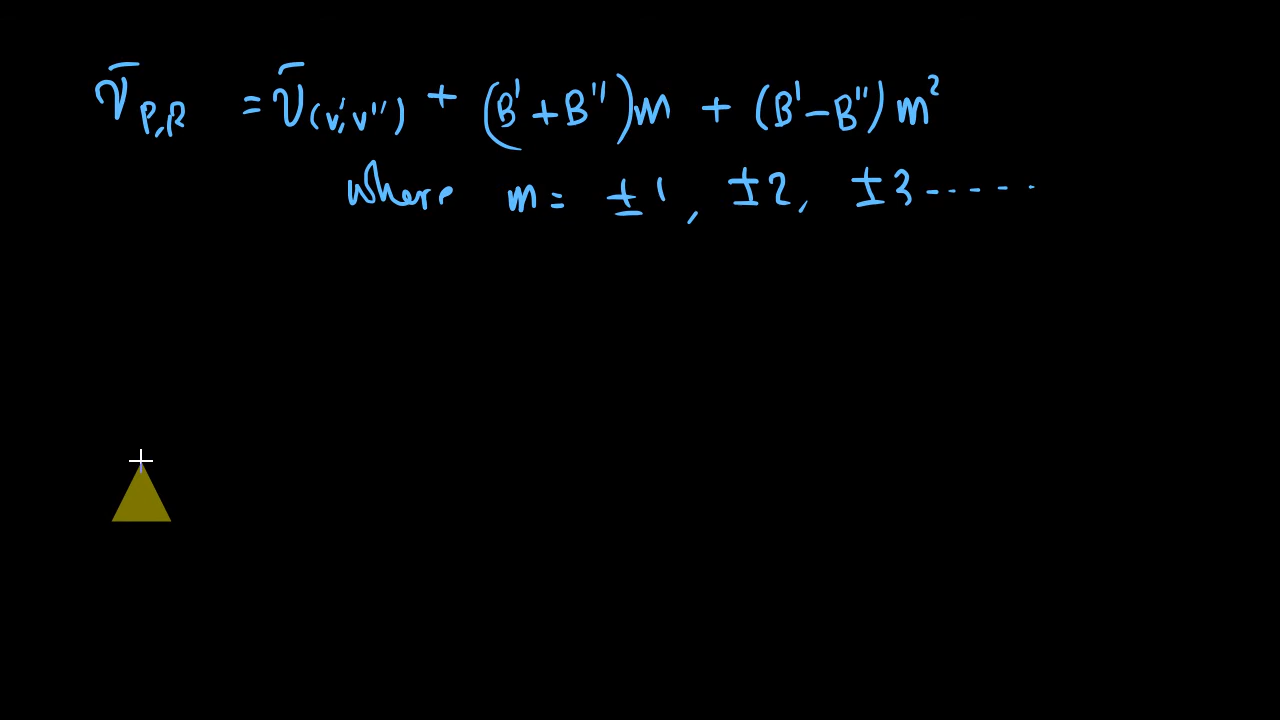 ν̄ P,R = ν̄ (v′,v″) + (B′+B″)m + (B′−B″)m²
where m = ±1, ±2, ±3-----